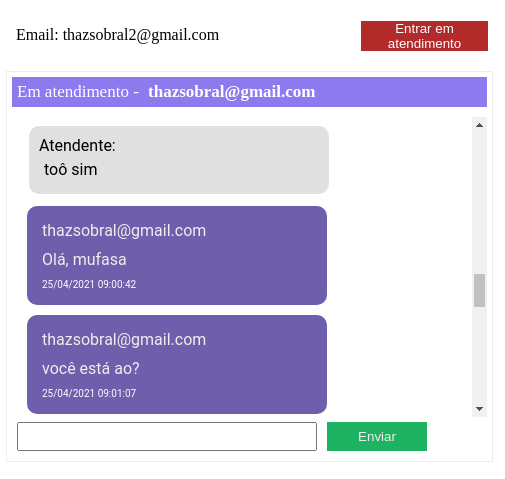 Email: thazsobral2@gmail.com
Entrar em
atendimento
Em atendimento - thazsobral@gmail.com
Atendente:
toô sim
thazsobral@gmail.com
Olá, mufasa
25/04/2021 09:00:42
thazsobral@gmail.com
você está ao?
25/04/2021 09:01:07
Enviar